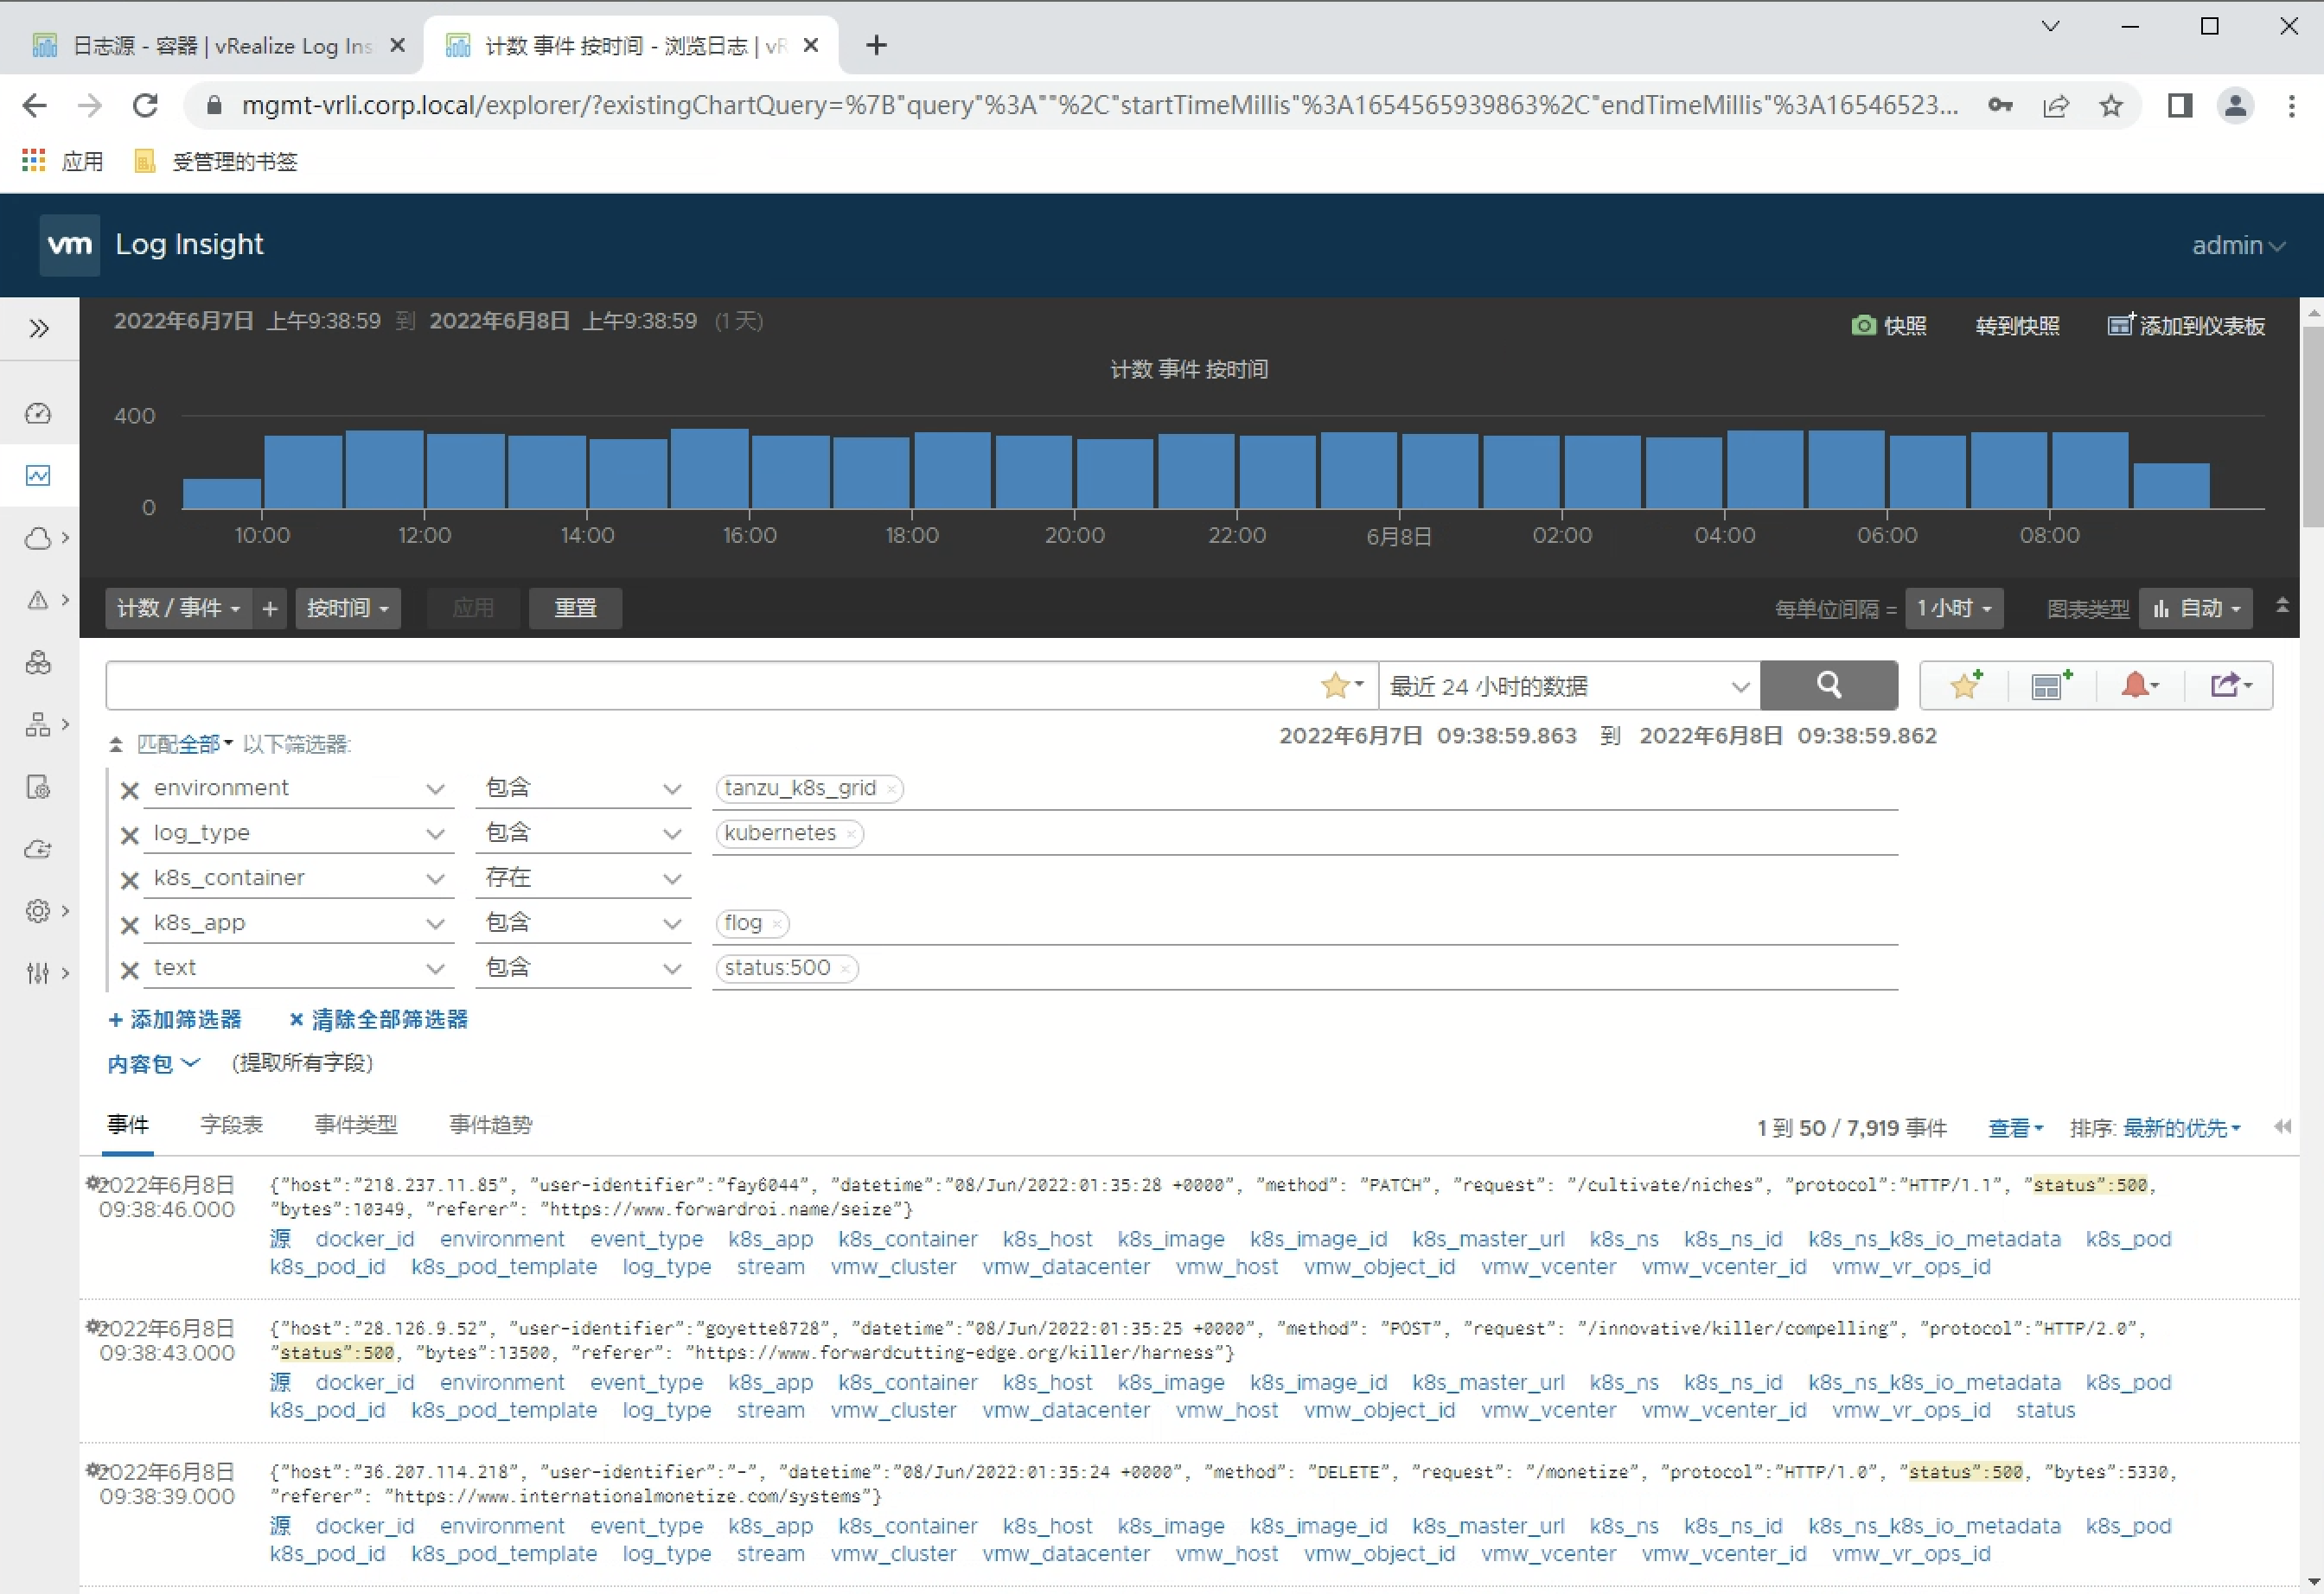 日志源 - 容器 | vRealize Log Ins
计数 事件 按时间 - 浏览日志 | vR
mgmt-vrli.corp.local/explorer/?existingChartQuery=%7B"query"%3A""%2C"startTimeMillis"%3A1654565939863%2C"endTimeMillis"%3A16546523...
应用 受管理的书签
vm Log Insight
admin
2022年6月7日 上午9:38:59 到 2022年6月8日 上午9:38:59 (1 天)
快照 转到快照 添加到仪表板
计数 事件 按时间
400
0
10:00 12:00 14:00 16:00 18:00 20:00 22:00 6月8日 02:00 04:00 06:00 08:00
计数 / 事件 + 按时间 应用 重置 每单位间隔 = 1 小时 图表类型 自动
最近 24 小时的数据
匹配全部 以下筛选器: 2022年6月7日 09:38:59.863 到 2022年6月8日 09:38:59.862
environment 包含 tanzu_k8s_grid
log_type 包含 kubernetes
k8s_container 存在
k8s_app 包含 flog
text 包含 status:500
+ 添加筛选器 × 清除全部筛选器
内容包 (提取所有字段)
事件 字段表 事件类型 事件趋势 1 到 50 / 7,919 事件 查看 排序: 最新的优先
2022年6月8日 {"host":"218.237.11.85", "user-identifier":"fay6044", "datetime":"08/Jun/2022:01:35:28 +0000", "method": "PATCH", "request": "/cultivate/niches", "protocol":"HTTP/1.1", "status":500,
09:38:46.000 "bytes":10349, "referer": "https://www.forwardroi.name/seize"}
源 docker_id environment event_type k8s_app k8s_container k8s_host k8s_image k8s_image_id k8s_master_url k8s_ns k8s_ns_id k8s_ns_k8s_io_metadata k8s_pod
k8s_pod_id k8s_pod_template log_type stream vmw_cluster vmw_datacenter vmw_host vmw_object_id vmw_vcenter vmw_vcenter_id vmw_vr_ops_id
2022年6月8日 {"host":"28.126.9.52", "user-identifier":"goyette8728", "datetime":"08/Jun/2022:01:35:25 +0000", "method": "POST", "request": "/innovative/killer/compelling", "protocol":"HTTP/2.0",
09:38:43.000 "status":500, "bytes":13500, "referer": "https://www.forwardcutting-edge.org/killer/harness"}
源 docker_id environment event_type k8s_app k8s_container k8s_host k8s_image k8s_image_id k8s_master_url k8s_ns k8s_ns_id k8s_ns_k8s_io_metadata k8s_pod
k8s_pod_id k8s_pod_template log_type stream vmw_cluster vmw_datacenter vmw_host vmw_object_id vmw_vcenter vmw_vcenter_id vmw_vr_ops_id status
2022年6月8日 {"host":"36.207.114.218", "user-identifier":"-", "datetime":"08/Jun/2022:01:35:24 +0000", "method": "DELETE", "request": "/monetize", "protocol":"HTTP/1.0", "status":500, "bytes":5330,
09:38:39.000 "referer": "https://www.internationalmonetize.com/systems"}
源 docker_id environment event_type k8s_app k8s_container k8s_host k8s_image k8s_image_id k8s_master_url k8s_ns k8s_ns_id k8s_ns_k8s_io_metadata k8s_pod
k8s_pod_id k8s_pod_template log_type stream vmw_cluster vmw_datacenter vmw_host vmw_object_id vmw_vcenter vmw_vcenter_id vmw_vr_ops_id